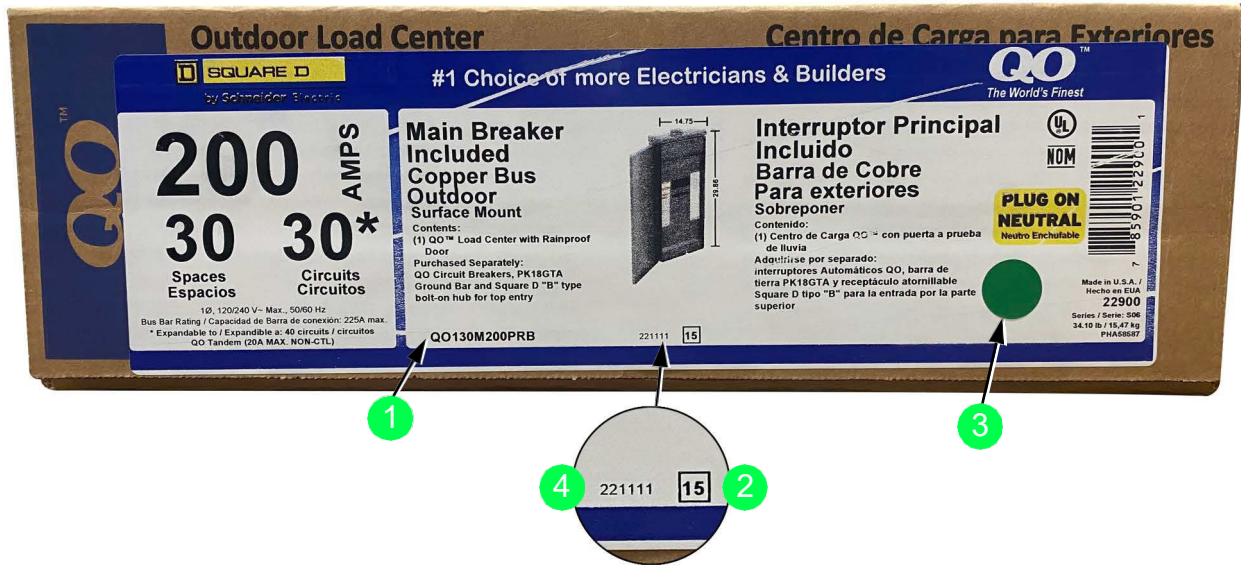 Outdoor Load Center
Centro de Carga para Exteriores
QO™
SQUARE D
by Schneider Electric
#1 Choice of more Electricians & Builders
QO™
The World's Finest
200 AMPS
30 30*
Spaces Circuits
Espacios Circuitos
1Ø, 120/240 V~ Max., 50/60 Hz
Bus Bar Rating / Capacidad de Barra de conexión: 225A max.
* Expandable to / Expandible a: 40 circuits / circuitos
QO Tandem (20A MAX. NON-CTL)
Main Breaker
Included
Copper Bus
Outdoor
Surface Mount
Contents:
(1) QO™ Load Center with Rainproof
Door
Purchased Separately:
QO Circuit Breakers, PK18GTA
Ground Bar and Square D "B" type
bolt-on hub for top entry
QO130M200PRB
14.75
29.86
221111 15
Interruptor Principal
Incluido
Barra de Cobre
Para exteriores
Sobreponer
Contenido:
(1) Centro de Carga QO™ con puerta a prueba
de lluvia
Adquirirse por separado:
interruptores Automáticos QO, barra de
tierra PK18GTA y receptáculo atornillable
Square D tipo "B" para la entrada por la parte
superior
UL
NOM
PLUG ON
NEUTRAL
Neutro Enchufable
7 85901 22900 1
Made in U.S.A. /
Hecho en EUA
22900
Series / Serie: S06
34.10 lb / 15,47 kg
PHA58587
1
3
4 221111 15 2